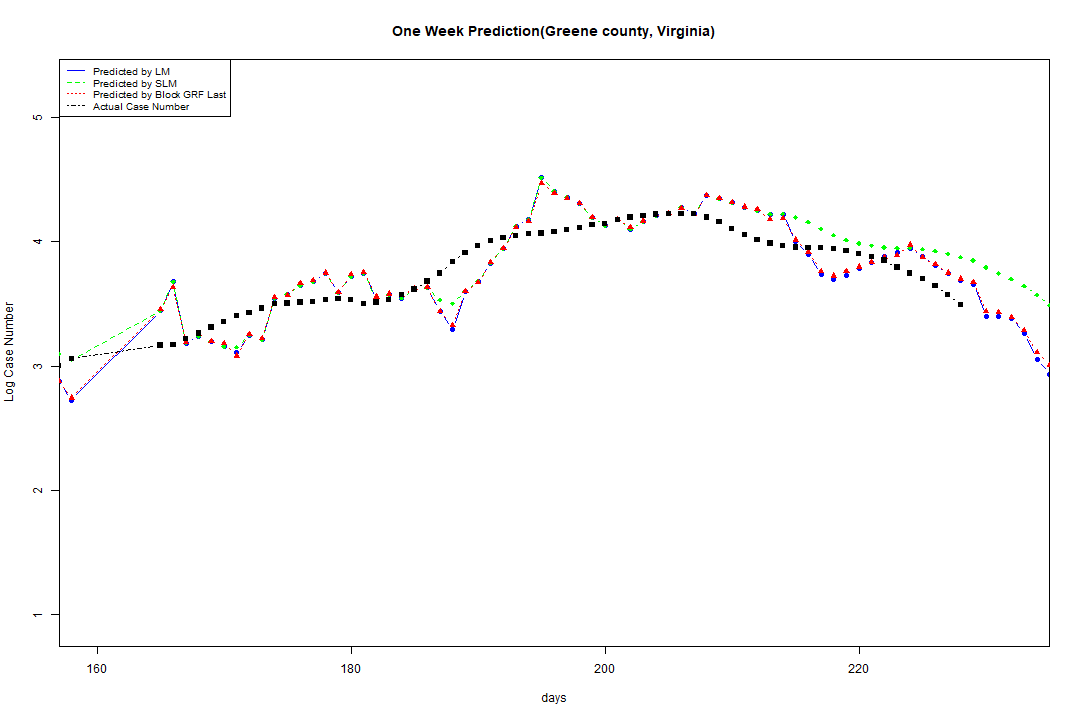 One Week Prediction(Greene county, Virginia)
Predicted by LM
Predicted by SLM
Predicted by Block GRF Last
Actual Case Number
5
4
3
2
1
Log Case Number
160 180 200 220
days